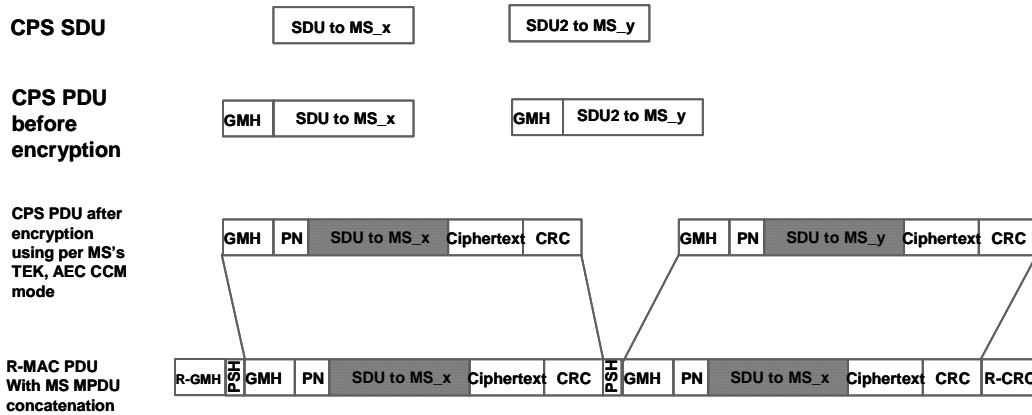 CPS SDU
SDU to MS_x
SDU2 to MS_y
CPS PDU
before
encryption
GMH
SDU to MS_x
GMH
SDU2 to MS_y
CPS PDU after
encryption
using per MS's
TEK, AEC CCM
mode
GMH
PN
SDU to MS_x
Ciphertext
CRC
GMH
PN
SDU to MS_y
Ciphertext
CRC
R-MAC PDU
With MS MPDU
concatenation
R-GMH
PSH
GMH
PN
SDU to MS_x
Ciphertext
CRC
PSH
GMH
PN
SDU to MS_x
Ciphertext
CRC
R-CRC